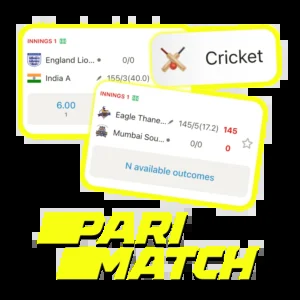 INNINGS 1
England Lio... 0/0
India A 155/3(40.0)
6.00
1
Cricket
INNINGS 1
Eagle Thane... 145/5(17.2) 145
Mumbai Sou... 0/0 0
N available outcomes
PARI
MATCH